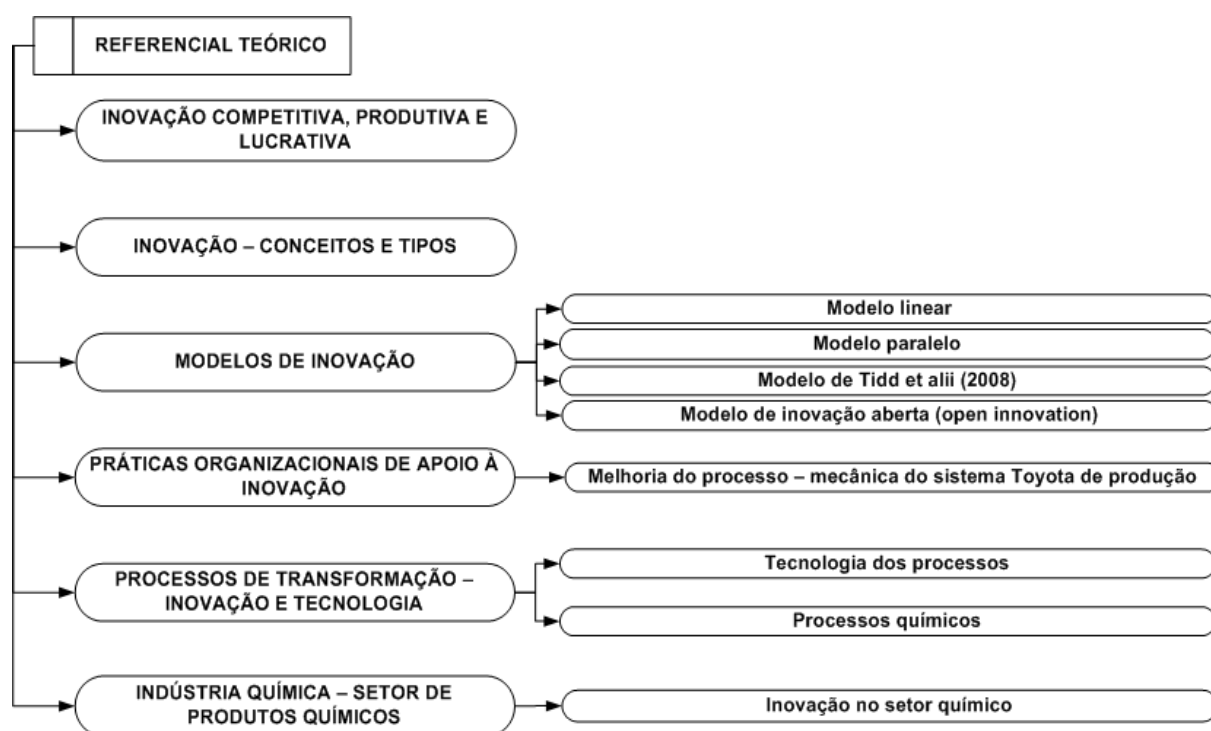 REFERENCIAL TEÓRICO
INOVAÇÃO COMPETITIVA, PRODUTIVA E
LUCRATIVA
INOVAÇÃO – CONCEITOS E TIPOS
MODELOS DE INOVAÇÃO
Modelo linear
Modelo paralelo
Modelo de Tidd et alii (2008)
Modelo de inovação aberta (open innovation)
PRÁTICAS ORGANIZACIONAIS DE APOIO À
INOVAÇÃO
Melhoria do processo – mecânica do sistema Toyota de produção
PROCESSOS DE TRANSFORMAÇÃO –
INOVAÇÃO E TECNOLOGIA
Tecnologia dos processos
Processos químicos
INDÚSTRIA QUÍMICA – SETOR DE
PRODUTOS QUÍMICOS
Inovação no setor químico